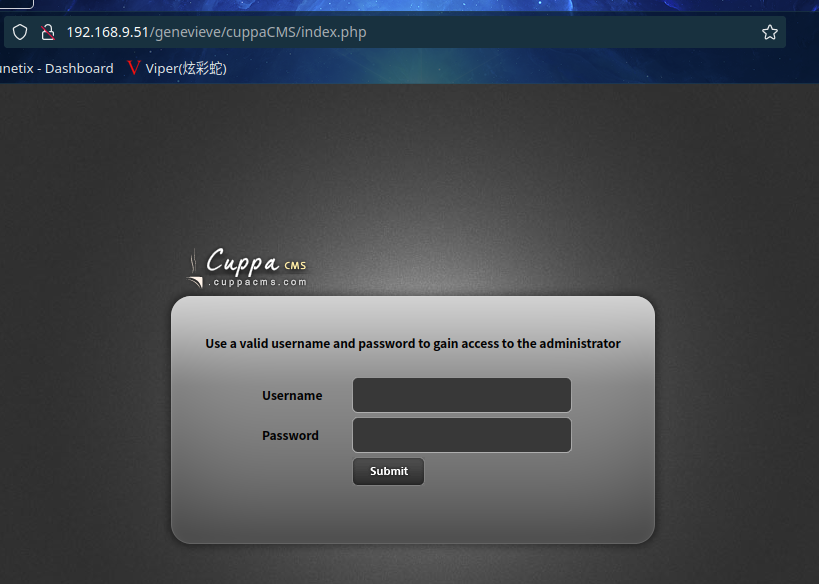 192.168.9.51/genevieve/cuppaCMS/index.php
unetix - Dashboard V Viper(炫彩蛇)
Cuppa CMS
.cuppacms.com
Use a valid username and password to gain access to the administrator
Username
Password
Submit